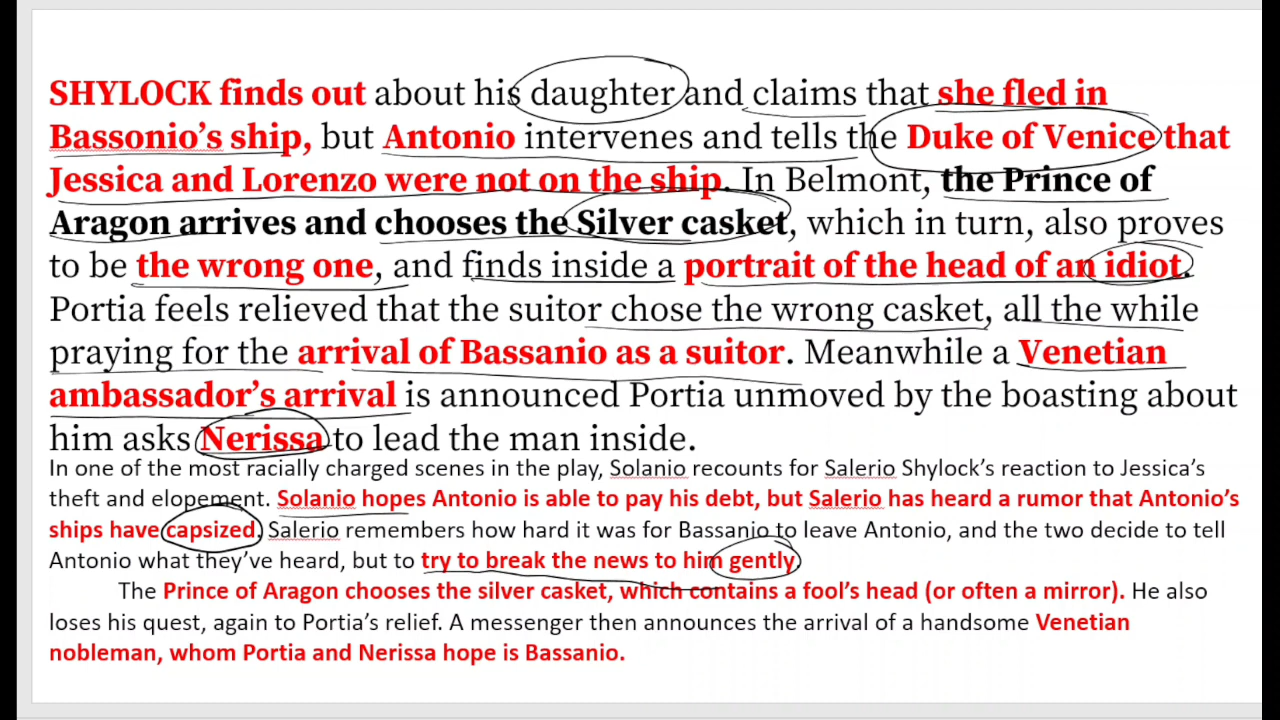 SHYLOCK finds out about his daughter and claims that she fled in
Bassonio’s ship, but Antonio intervenes and tells the Duke of Venice that
Jessica and Lorenzo were not on the ship. In Belmont, the Prince of
Aragon arrives and chooses the Silver casket, which in turn, also proves
to be the wrong one, and finds inside a portrait of the head of an idiot.
Portia feels relieved that the suitor chose the wrong casket, all the while
praying for the arrival of Bassanio as a suitor. Meanwhile a Venetian
ambassador’s arrival is announced Portia unmoved by the boasting about
him asks Nerissa to lead the man inside.
In one of the most racially charged scenes in the play, Solanio recounts for Salerio Shylock’s reaction to Jessica’s
theft and elopement. Solanio hopes Antonio is able to pay his debt, but Salerio has heard a rumor that Antonio’s
ships have capsized. Salerio remembers how hard it was for Bassanio to leave Antonio, and the two decide to tell
Antonio what they’ve heard, but to try to break the news to him gently.
The Prince of Aragon chooses the silver casket, which contains a fool’s head (or often a mirror). He also
loses his quest, again to Portia’s relief. A messenger then announces the arrival of a handsome Venetian
nobleman, whom Portia and Nerissa hope is Bassanio.